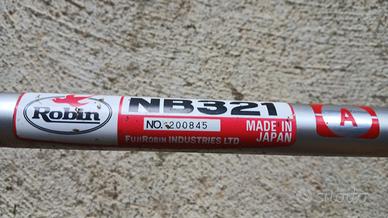 Robin
NB321
NO. 200845
MADE IN
JAPAN
FUJIROBIN INDUSTRIES LTD
A